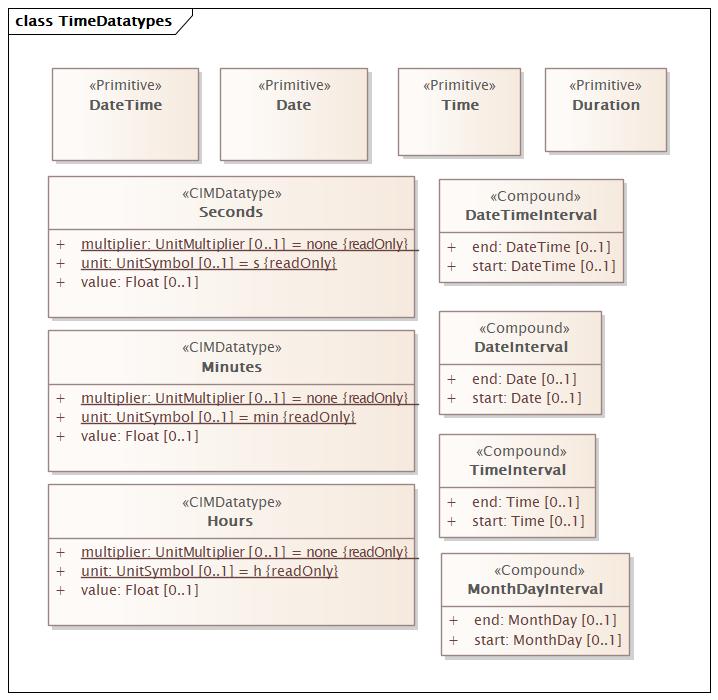 class TimeDatatypes
«Primitive»
DateTime
«Primitive»
Date
«Primitive»
Time
«Primitive»
Duration
«CIMDatatype»
Seconds
+ multiplier: UnitMultiplier [0..1] = none {readOnly}
+ unit: UnitSymbol [0..1] = s {readOnly}
+ value: Float [0..1]
«Compound»
DateTimeInterval
+ end: DateTime [0..1]
+ start: DateTime [0..1]
«CIMDatatype»
Minutes
+ multiplier: UnitMultiplier [0..1] = none {readOnly}
+ unit: UnitSymbol [0..1] = min {readOnly}
+ value: Float [0..1]
«Compound»
DateInterval
+ end: Date [0..1]
+ start: Date [0..1]
«Compound»
TimeInterval
+ end: Time [0..1]
+ start: Time [0..1]
«CIMDatatype»
Hours
+ multiplier: UnitMultiplier [0..1] = none {readOnly}
+ unit: UnitSymbol [0..1] = h {readOnly}
+ value: Float [0..1]
«Compound»
MonthDayInterval
+ end: MonthDay [0..1]
+ start: MonthDay [0..1]